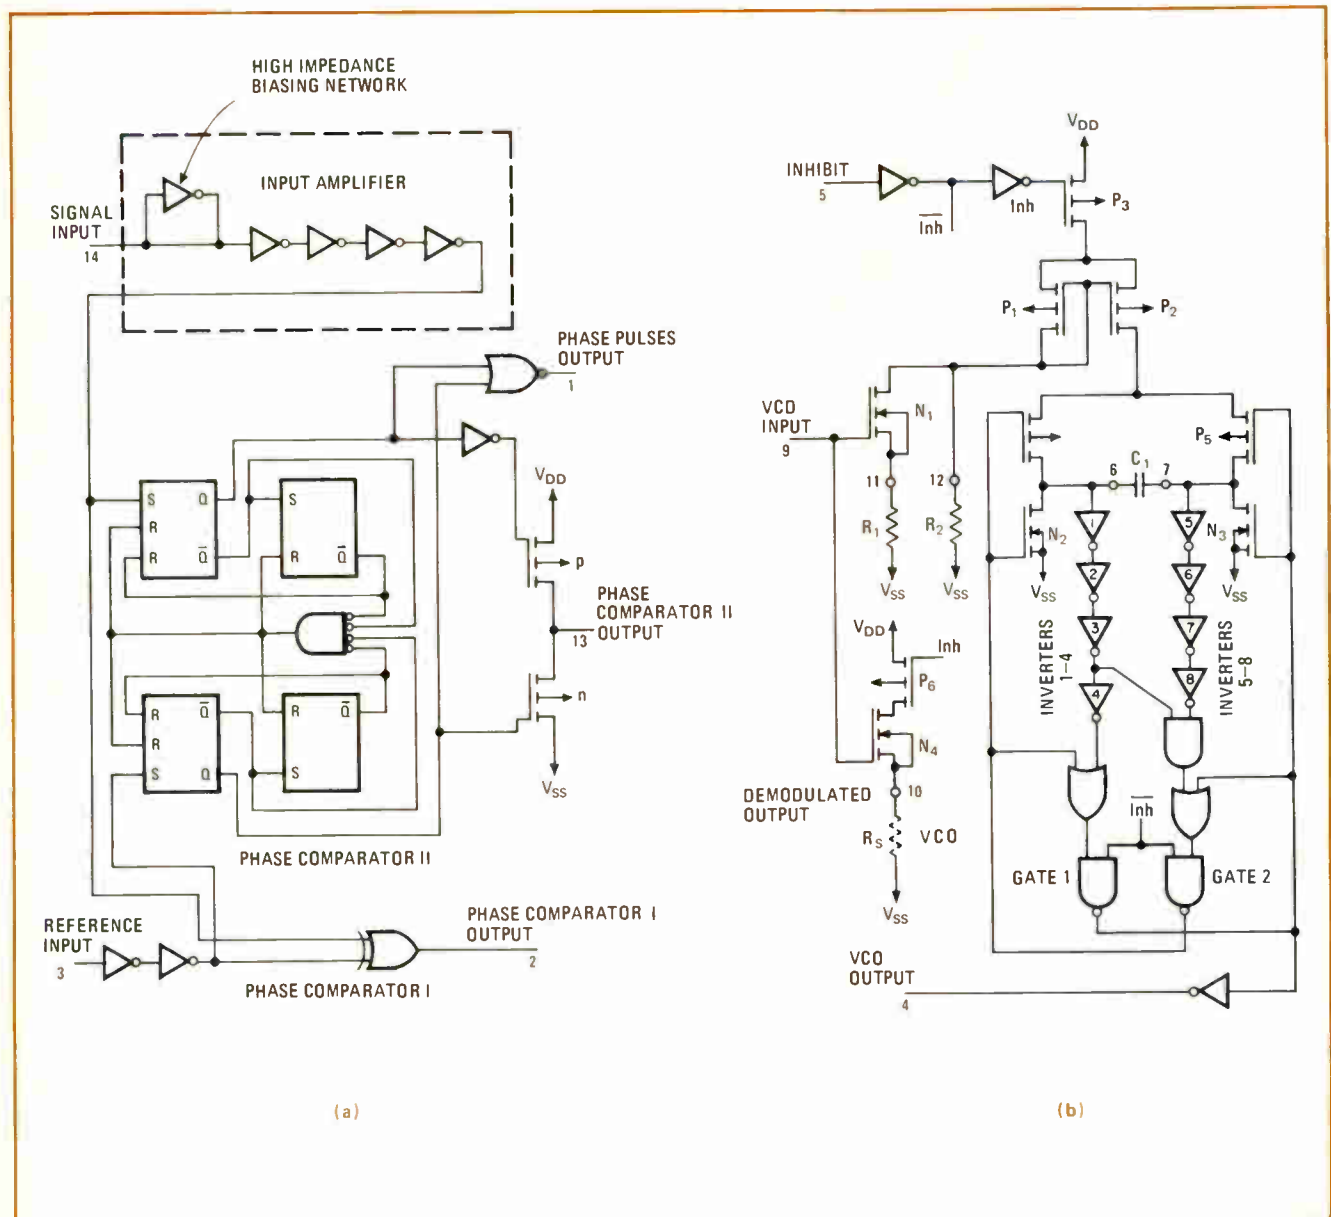 HIGH IMPEDANCE
BIASING NETWORK
INPUT AMPLIFIER
SIGNAL
INPUT
14
PHASE PULSES
OUTPUT
1
S
Q
R
R
Q̅
S
R
Q̅
VDD
p
PHASE
COMPARATOR II
OUTPUT
13
n
VSS
R
Q̅
R
S
Q
R
Q̅
S
PHASE COMPARATOR II
REFERENCE
INPUT
3
PHASE COMPARATOR I
OUTPUT
2
PHASE COMPARATOR I
(a)
VDD
INHIBIT
5
I̅n̅h̅
Inh
P3
P1
P2
VCD
INPUT
9
N1
11
12
R1
R2
VSS
VSS
P5
6
C1
7
N2
N3
VSS
VSS
1
2
3
4
5
6
7
8
INVERTERS
1-4
INVERTERS
5-8
VDD
Inh
P6
N4
DEMODULATED
OUTPUT
10
RS
VCO
VSS
I̅n̅h̅
GATE 1
GATE 2
VCO
OUTPUT
4
(b)